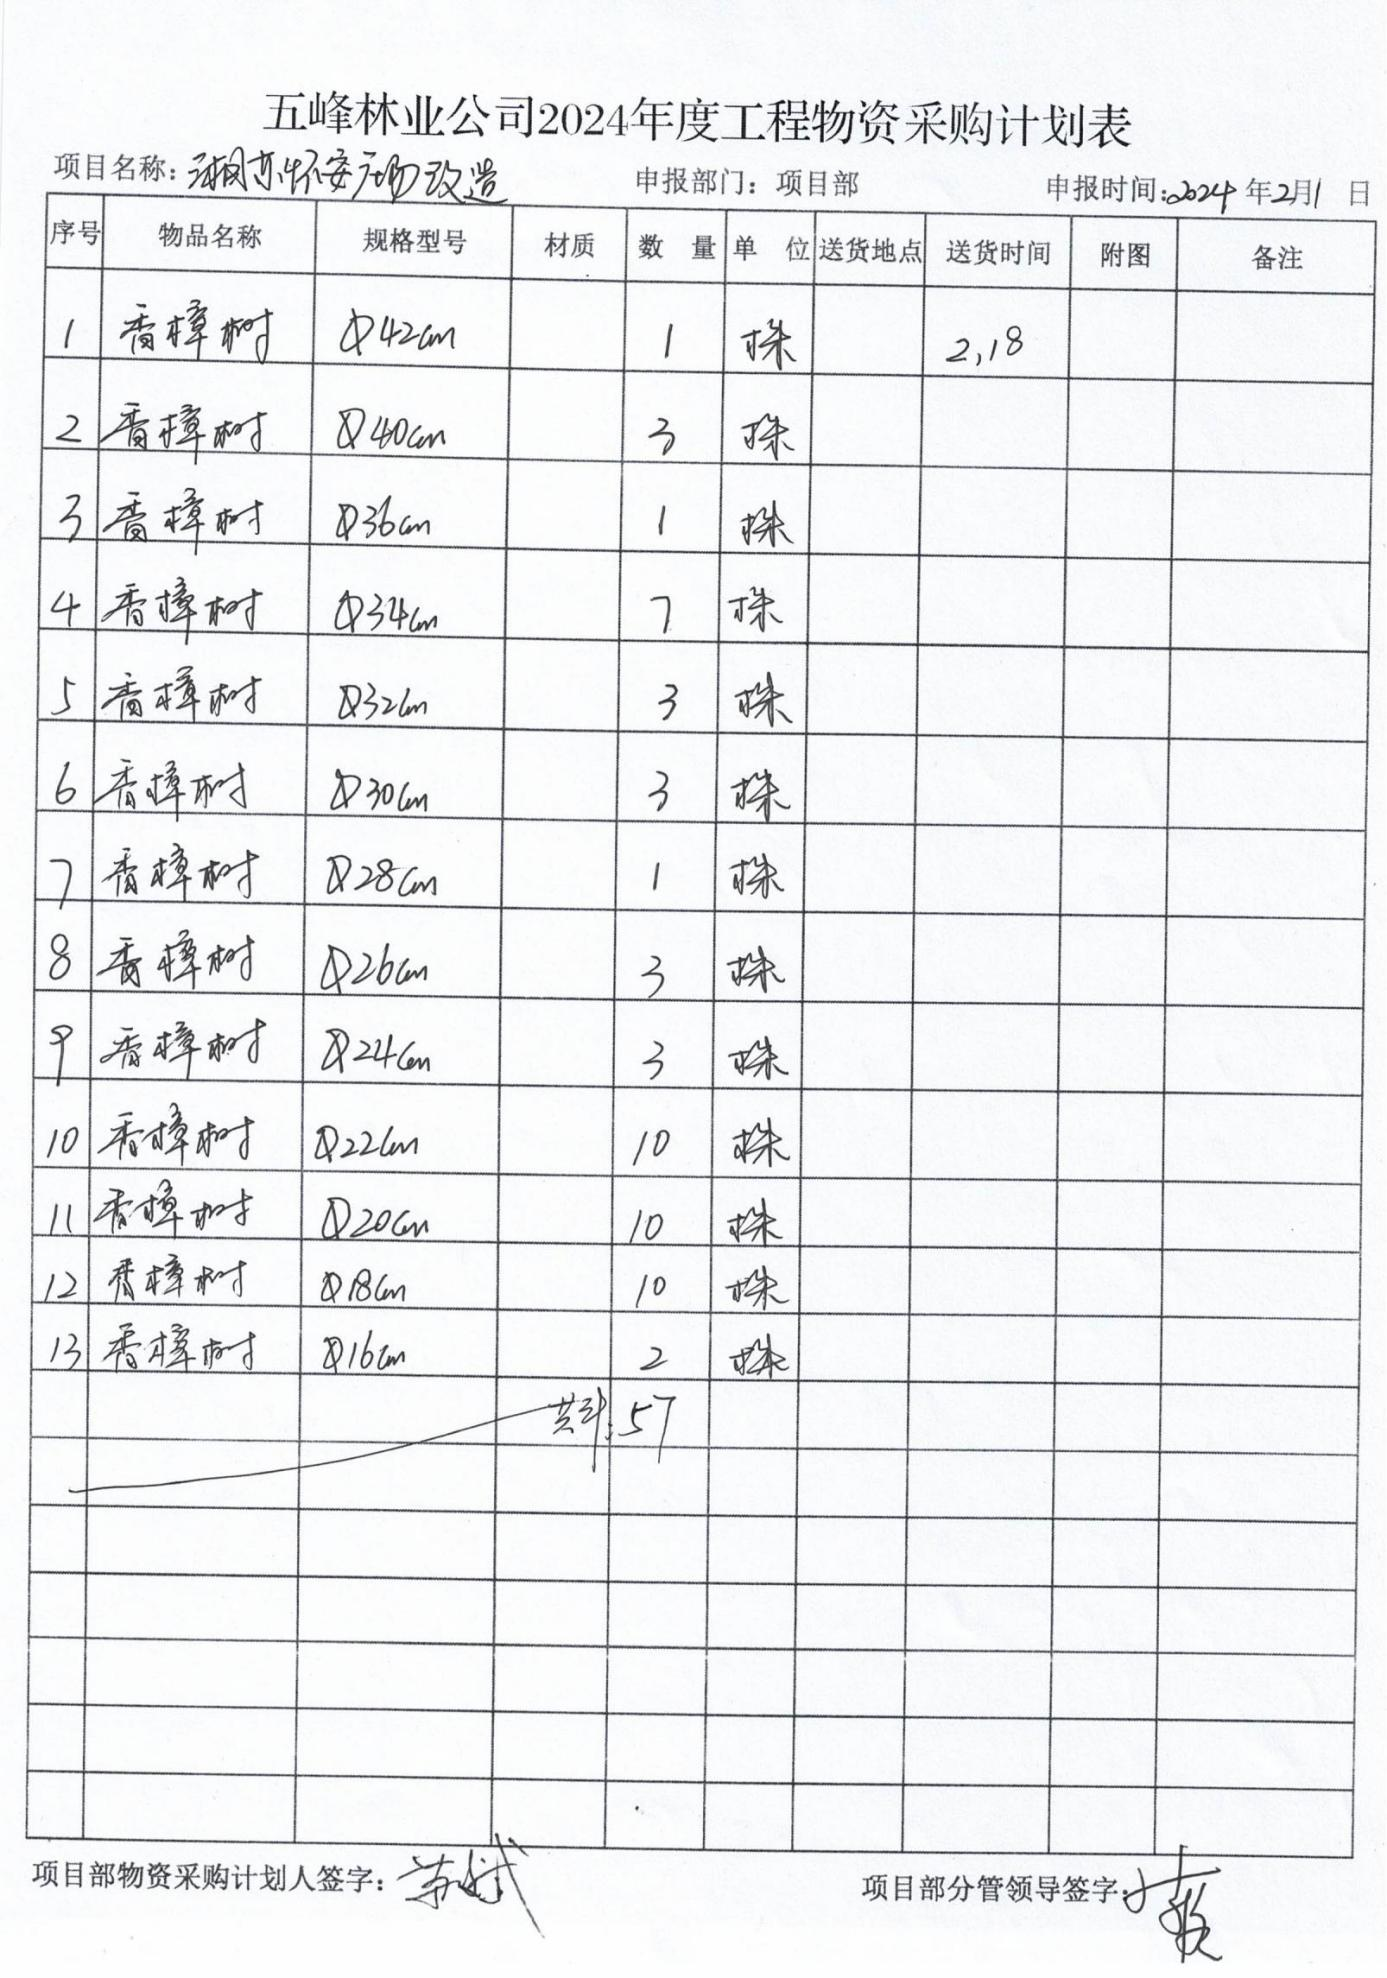 五峰林业公司2024年度工程物资采购计划表
项目名称：湘京怀安广场改造 申报部门：项目部 申报时间：2024年2月1日
序号 物品名称 规格型号 材质 数量 单位 送货地点 送货时间 附图 备注
1 香樟树 Φ42cm 1 株 2,18
2 香樟树 Φ40cm 3 株
3 香樟树 Φ36cm 1 株
4 香樟树 Φ34cm 7 株
5 香樟树 Φ32cm 3 株
6 香樟树 Φ30cm 3 株
7 香樟树 Φ28cm 1 株
8 香樟树 Φ26cm 3 株
9 香樟树 Φ24cm 3 株
10 香樟树 Φ22cm 10 株
11 香樟树 Φ20cm 10 株
12 香樟树 Φ18cm 10 株
13 香樟树 Φ16cm 2 株
共计：57
项目部物资采购计划人签字： 项目部分管领导签字：